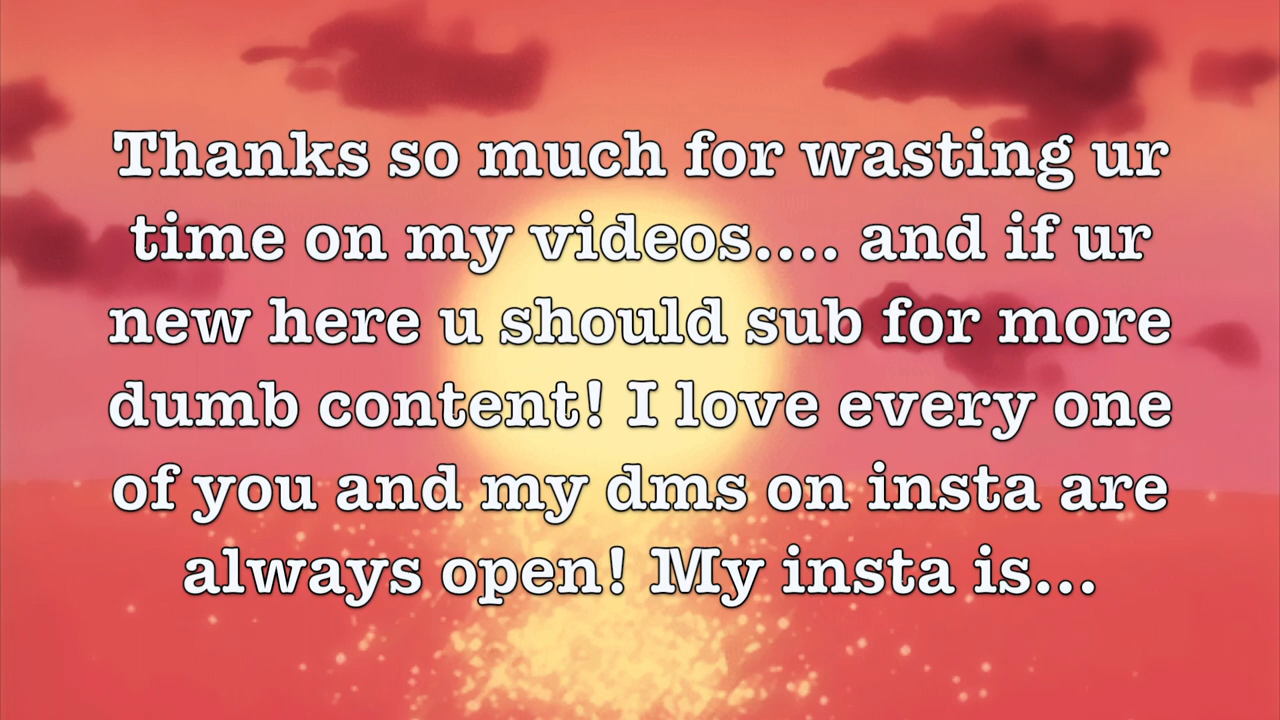 Thanks so much for wasting ur
time on my videos.... and if ur
new here u should sub for more
dumb content! I love every one
of you and my dms on insta are
always open! My insta is...